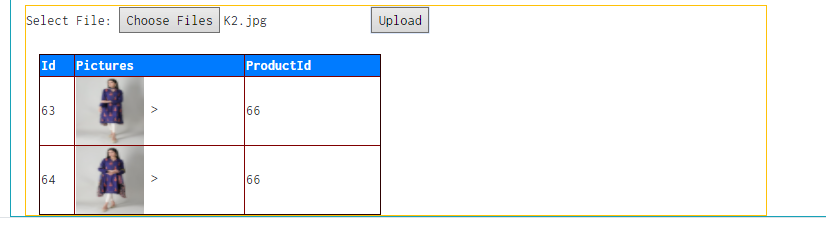 Select File: Choose Files K2.jpg Upload
Id Pictures ProductId
63 > 66
64 > 66